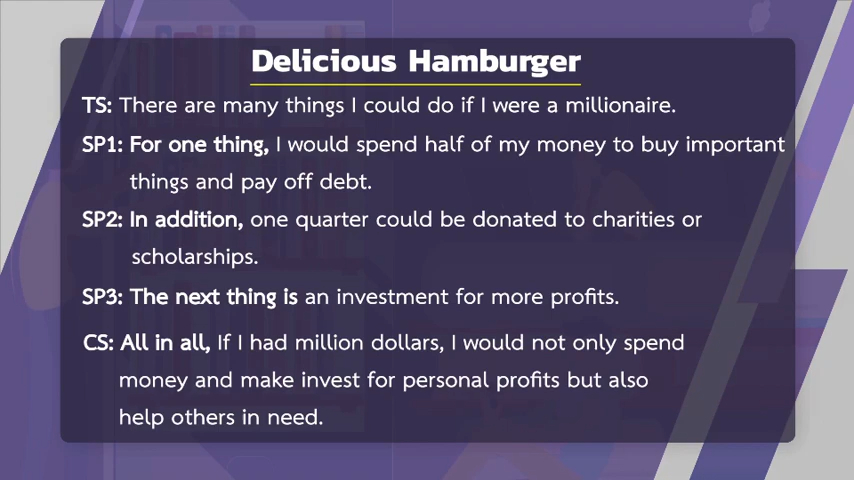 Delicious Hamburger
TS: There are many things I could do if I were a millionaire.
SP1: For one thing, I would spend half of my money to buy important
things and pay off debt.
SP2: In addition, one quarter could be donated to charities or
scholarships.
SP3: The next thing is an investment for more profits.
CS: All in all, If I had million dollars, I would not only spend
money and make invest for personal profits but also
help others in need.